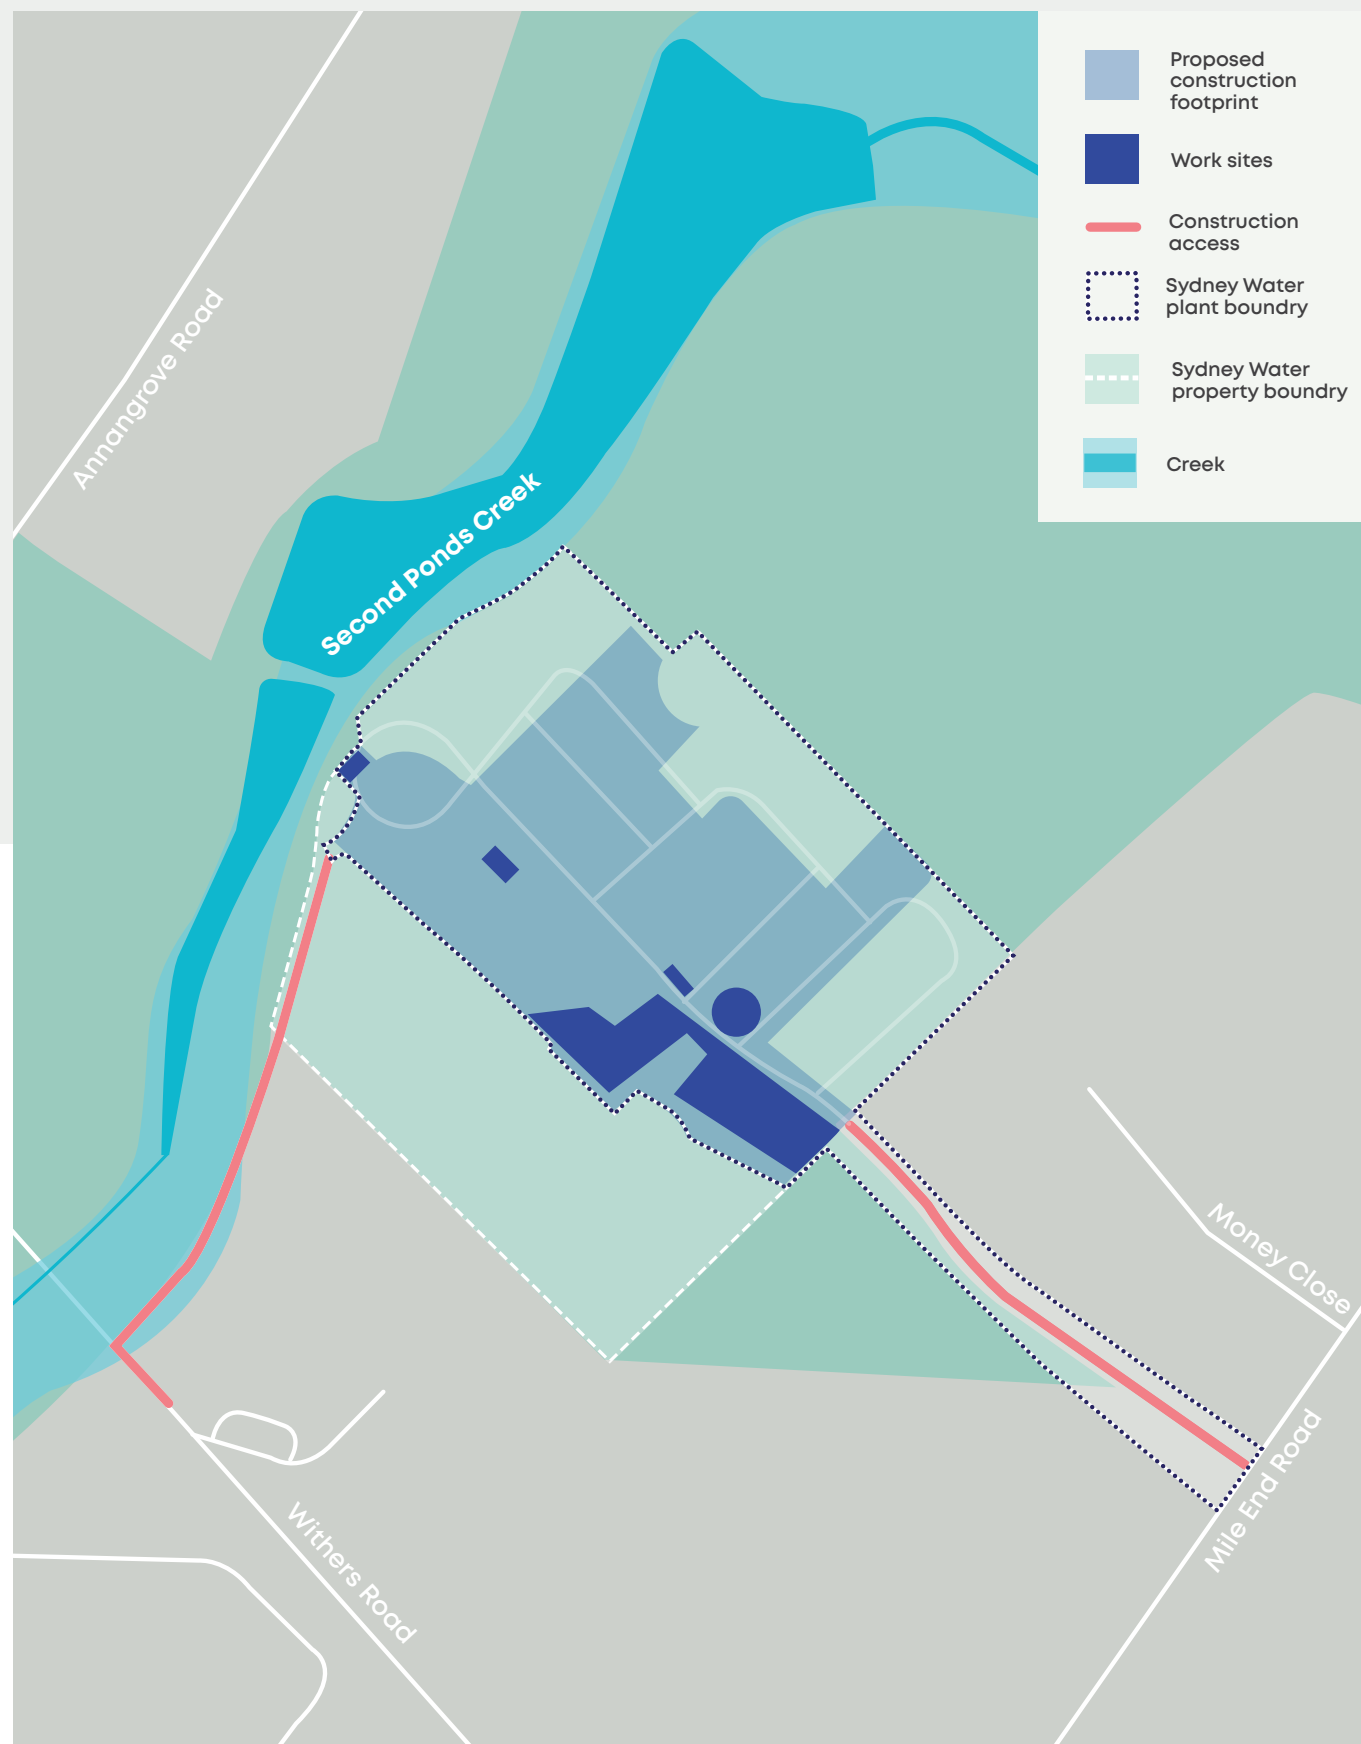 Proposed
construction
footprint
Work sites
Construction
access
Sydney Water
plant boundry
Sydney Water
property boundry
Creek
Annangrove Road
Second Ponds Creek
Money Close
Mile End Road
Withers Road